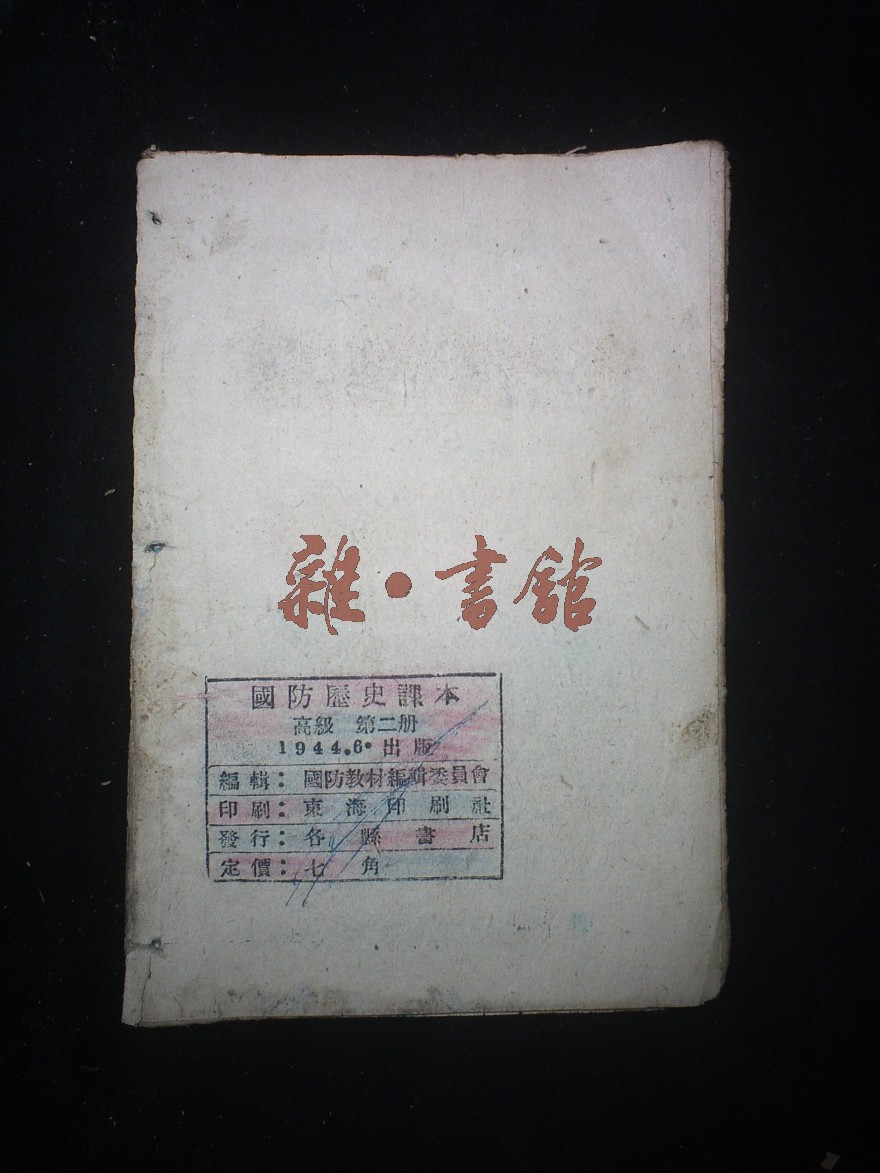 雜·書館
國防歷史課本
高級 第二册
1944.6. 出版
編輯: 國防教材編輯委員會
印刷: 東海印刷社
發行: 各縣書店
定價: 七角